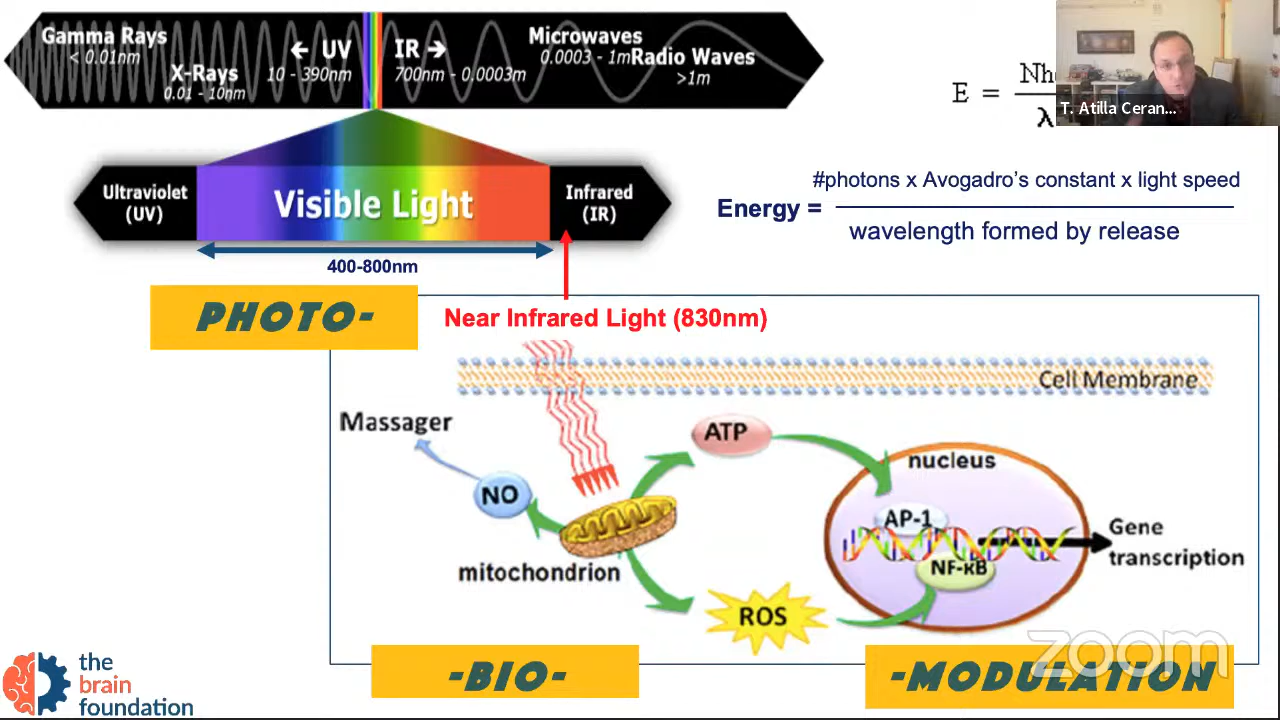 Gamma Rays
< 0.01nm
X-Rays
0.01 - 10nm
← UV
10 - 390nm
IR →
700nm - 0.0003m
Microwaves
0.0003 - 1m
Radio Waves
>1m
E =
λ
T. Atilla Ceran...
Ultraviolet
(UV)
Visible Light
Infrared
(IR)
400-800nm
Energy =
#photons x Avogadro's constant x light speed
wavelength formed by release
PHOTO-
Near Infrared Light (830nm)
Cell Membrane
Massager
NO
ATP
nucleus
AP-1
NF-κB
Gene
transcription
mitochondrion
ROS
zoom
-BIO-
-MODULATION
the
brain
foundation